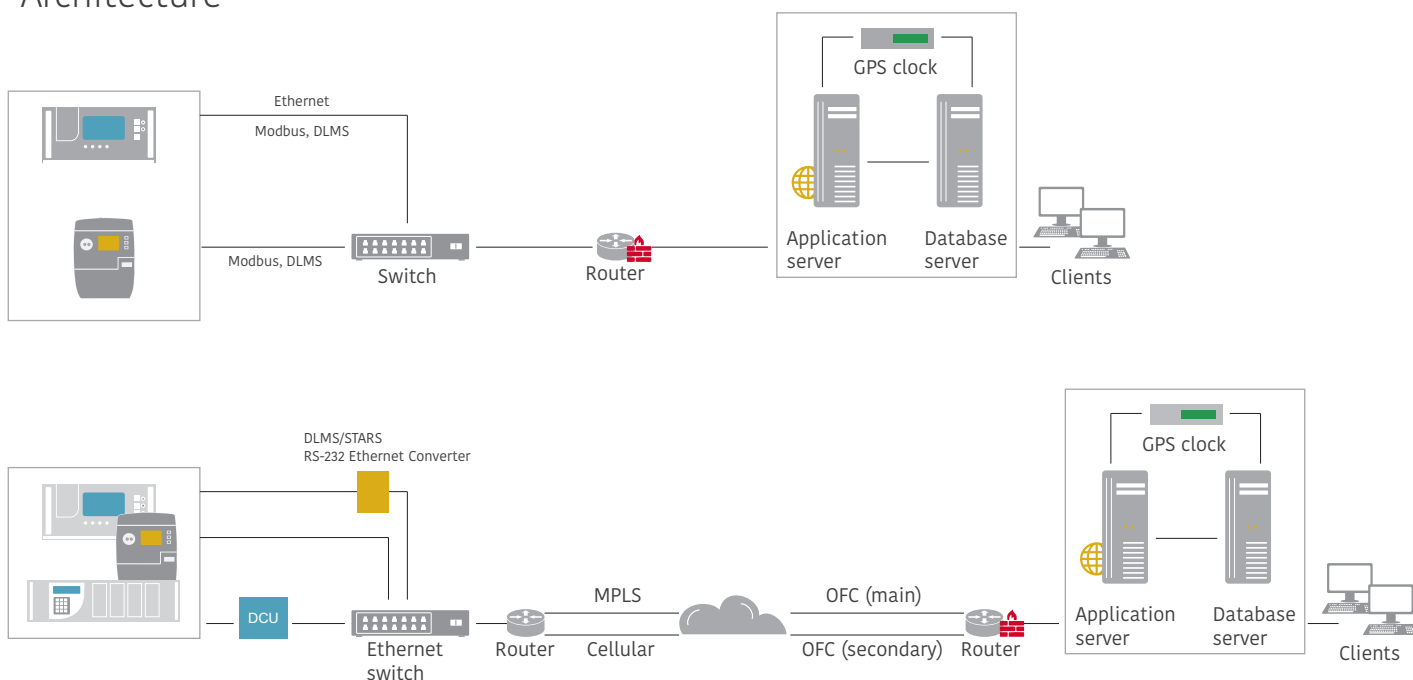 Architecture
GPS clock
Ethernet
Modbus, DLMS
Modbus, DLMS
Switch
Router
Application
server
Database
server
Clients
DLMS/STARS
RS-232 Ethernet Converter
GPS clock
DCU
Ethernet
switch
Router
MPLS
Cellular
OFC (main)
OFC (secondary)
Router
Application
server
Database
server
Clients